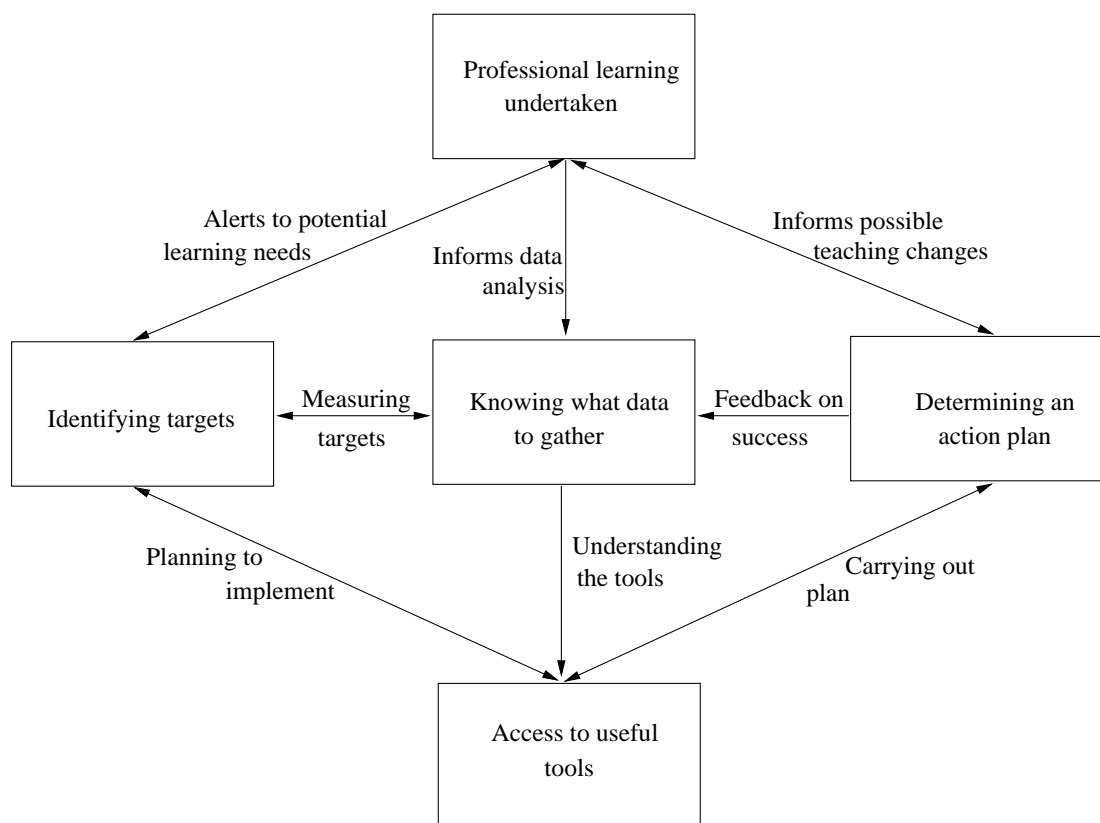 Professional learning
undertaken
Alerts to potential
learning needs
Informs data
analysis
Informs possible
teaching changes
Identifying targets
Measuring
targets
Knowing what data
to gather
Feedback on
success
Determining an
action plan
Planning to
implement
Understanding
the tools
Carrying out
plan
Access to useful
tools